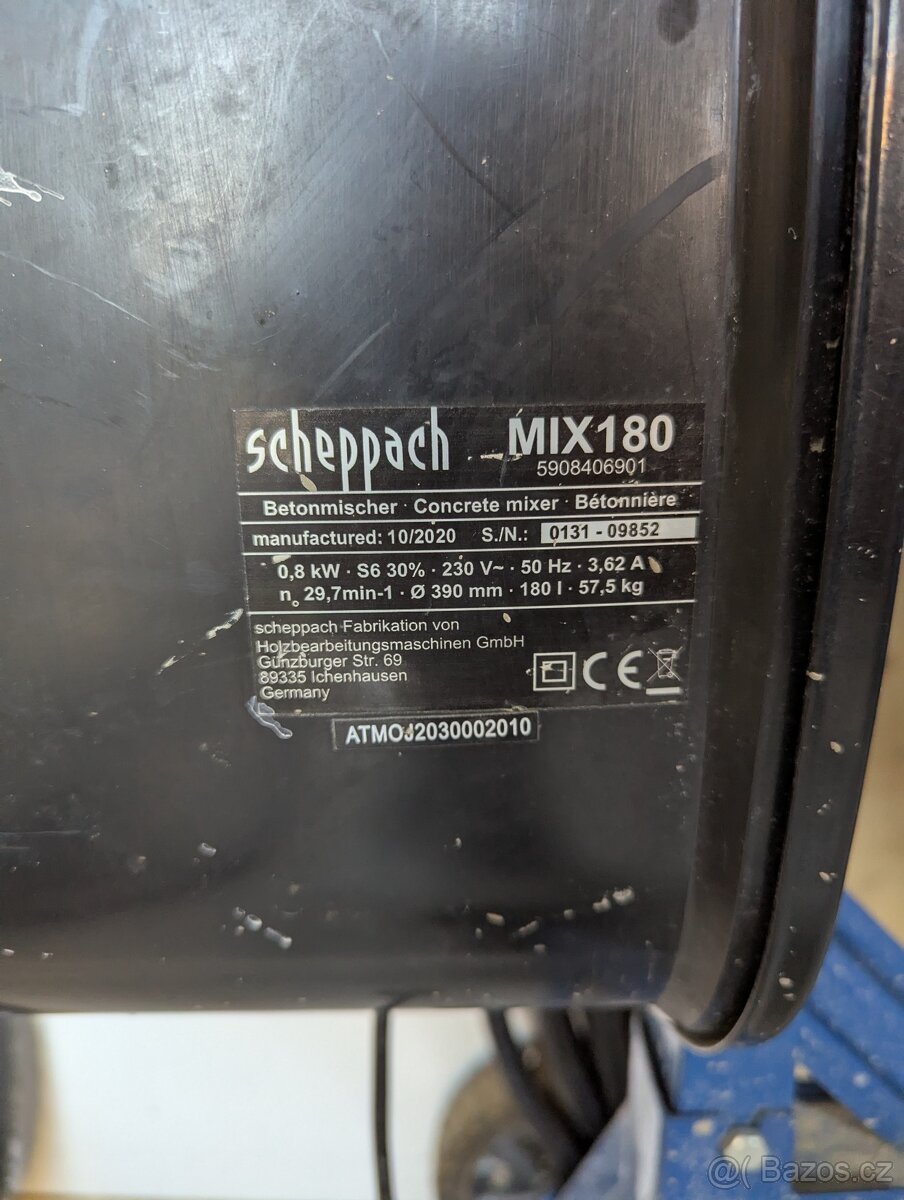 scheppach MIX180
5908406901
Betonmischer · Concrete mixer · Bétonnière
manufactured: 10/2020 S./N.: 0131 - 09852
0,8 kW · S6 30% · 230 V~ · 50 Hz · 3,62 A
n₀ 29,7min-1 · Ø 390 mm · 180 l · 57,5 kg
scheppach Fabrikation von
Holzbearbeitungsmaschinen GmbH
Günzburger Str. 69
89335 Ichenhausen
Germany
CE
ATMOJ2030002010
@( Bazos.cz